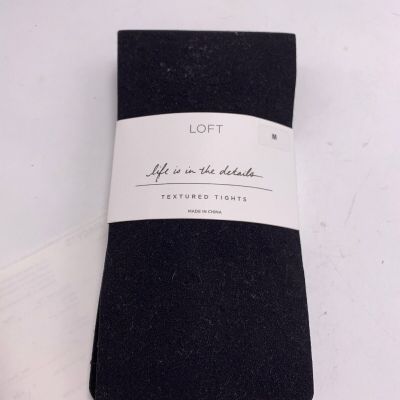 LOFT
M
life is in the details
TEXTURED TIGHTS
MADE IN CHINA